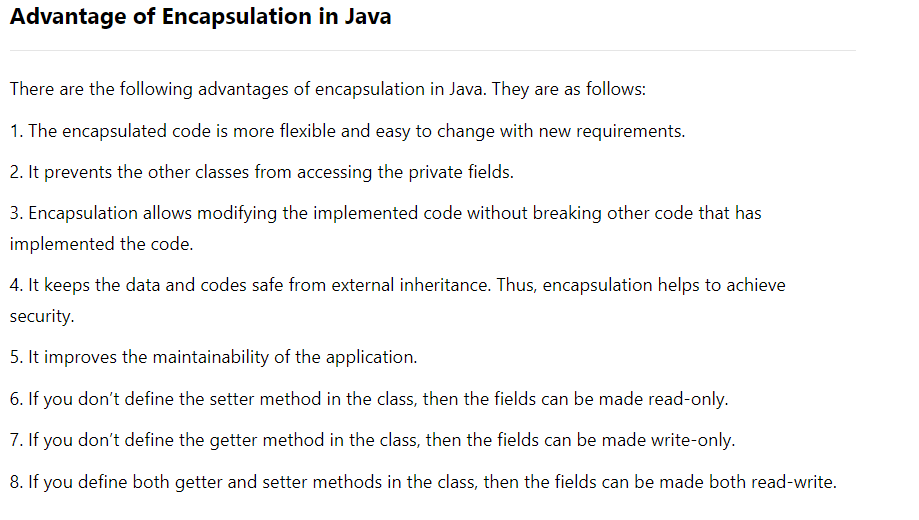 Advantage of Encapsulation in Java
There are the following advantages of encapsulation in Java. They are as follows:
1. The encapsulated code is more flexible and easy to change with new requirements.
2. It prevents the other classes from accessing the private fields.
3. Encapsulation allows modifying the implemented code without breaking other code that has
implemented the code.
4. It keeps the data and codes safe from external inheritance. Thus, encapsulation helps to achieve
security.
5. It improves the maintainability of the application.
6. If you don’t define the setter method in the class, then the fields can be made read-only.
7. If you don’t define the getter method in the class, then the fields can be made write-only.
8. If you define both getter and setter methods in the class, then the fields can be made both read-write.